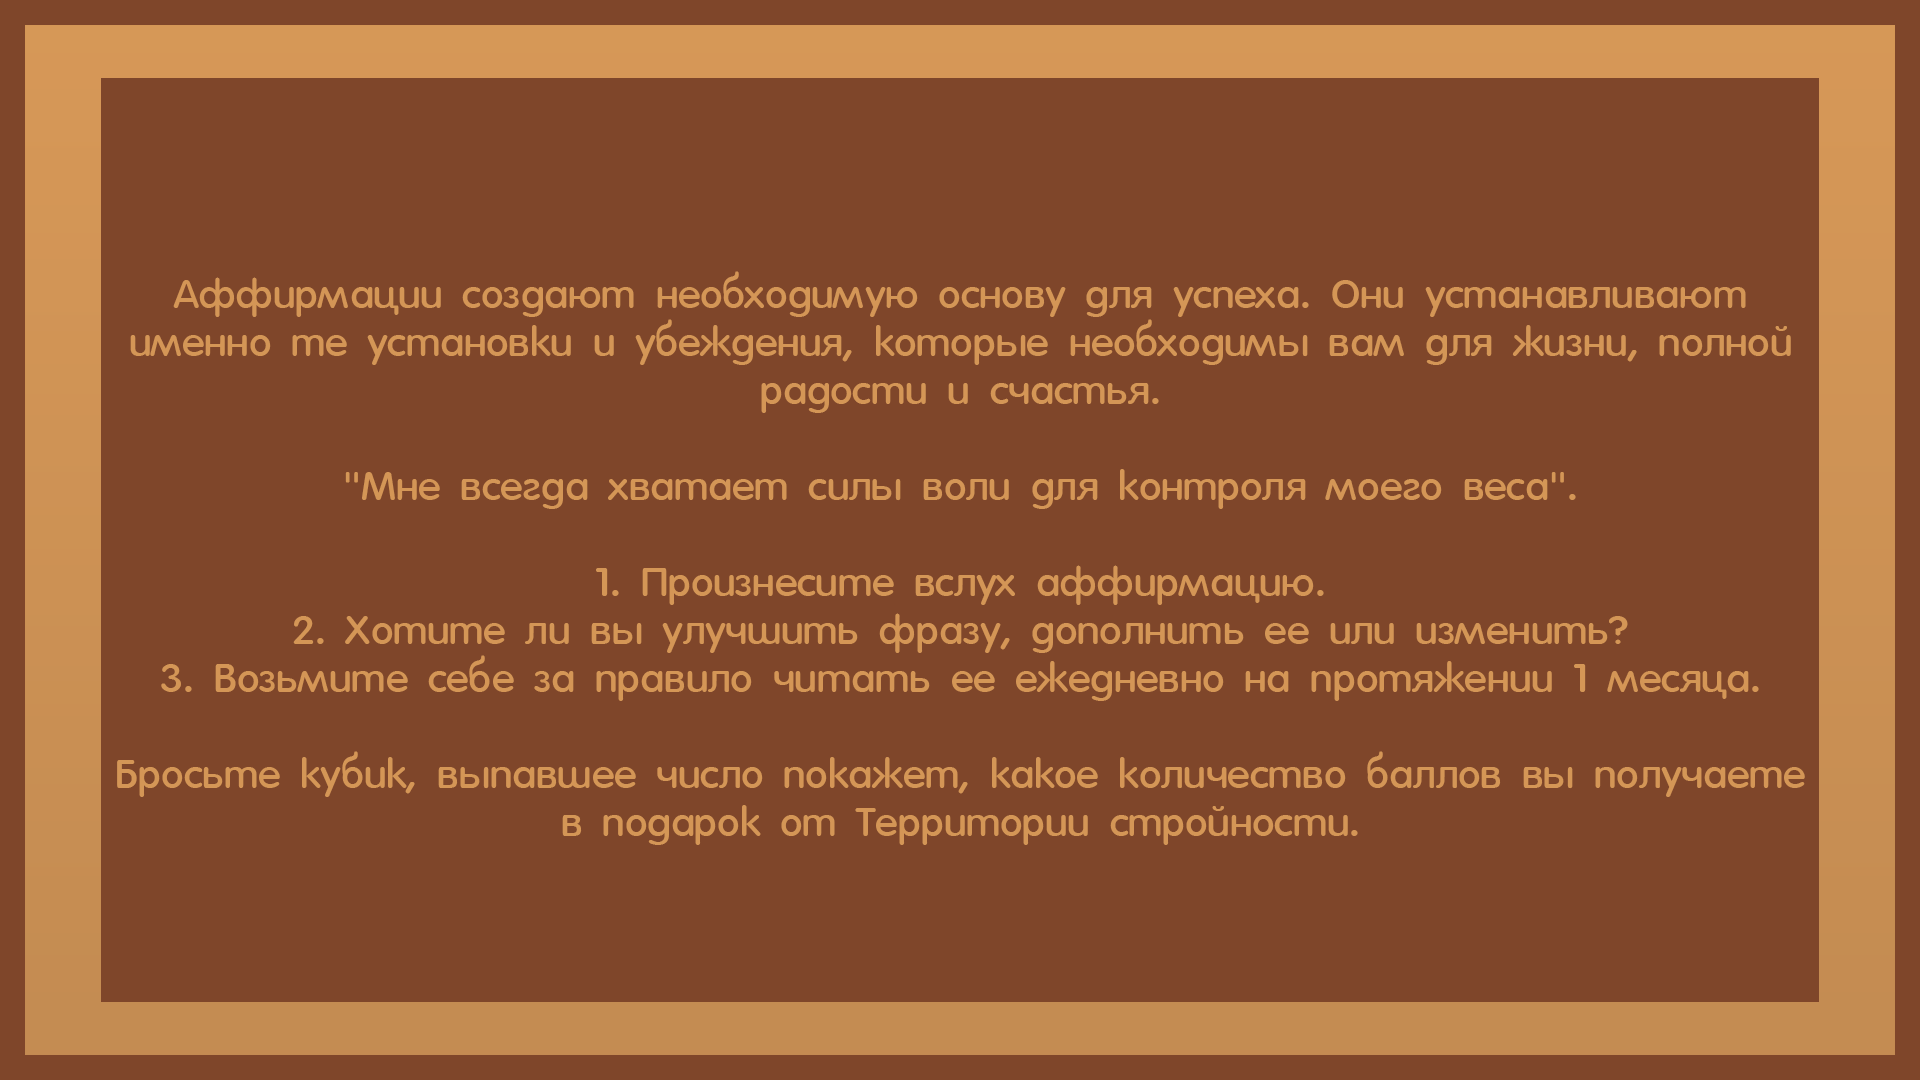 Аффирмации создают необходимую основу для успеха. Они устанавливают
именно те установки и убеждения, которые необходимы вам для жизни, полной
радости и счастья.
"Мне всегда хватает силы воли для контроля моего веса".
1. Произнесите вслух аффирмацию.
2. Хотите ли вы улучшить фразу, дополнить ее или изменить?
3. Возьмите себе за правило читать ее ежедневно на протяжении 1 месяца.
Бросьте кубик, выпавшее число покажет, какое количество баллов вы получаете
в подарок от Территории стройности.